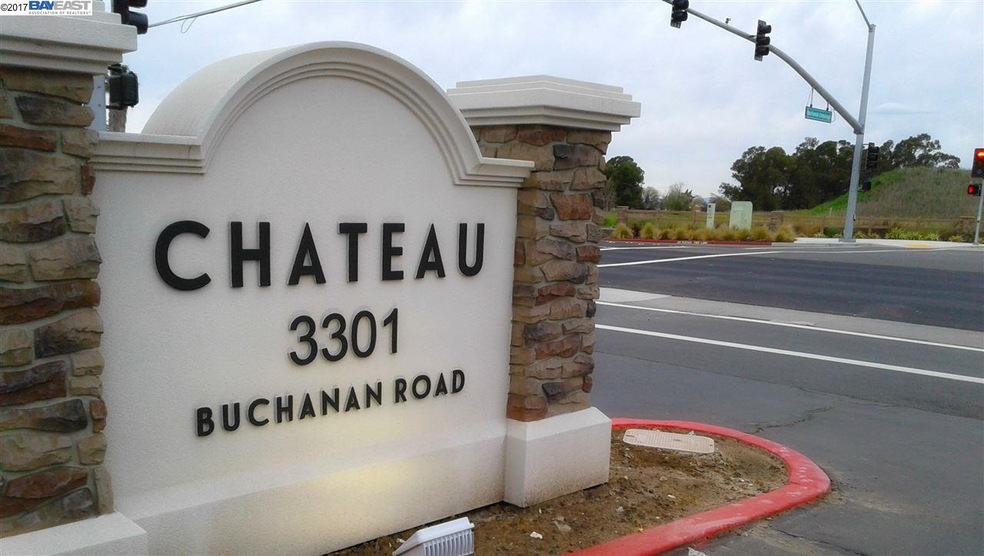 ©2017 BAYEAST
ASSOCIATION OF REALTORS®
CHATEAU
3301
BUCHANAN ROAD